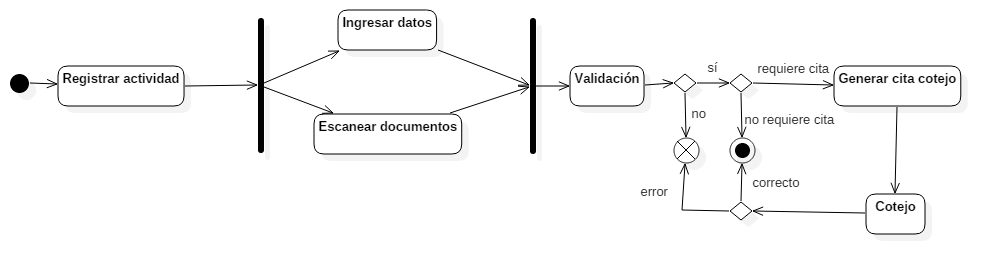 Ingresar datos
Registrar actividad
Escanear documentos
Validación
sí
requiere cita
Generar cita cotejo
no
no requiere cita
error
correcto
Cotejo